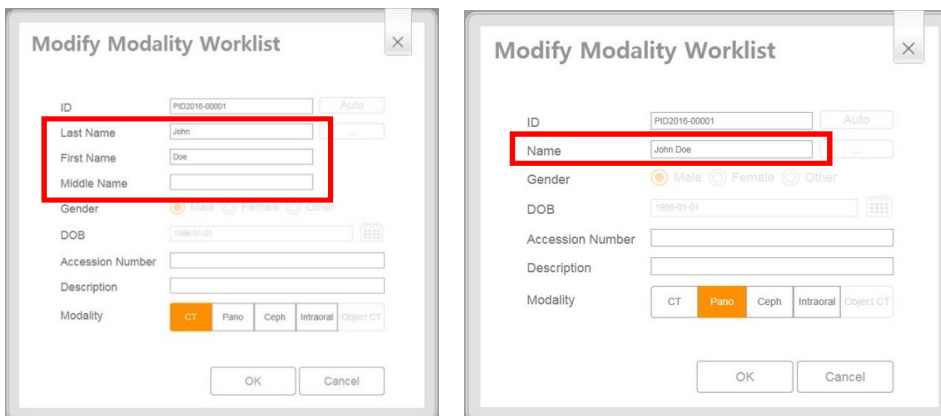 Modify Modality Worklist
ID PID2016-00001 Auto
Last Name John ...
First Name Doe
Middle Name
Gender Male Female Other
DOB 1996-01-01
Accession Number
Description
Modality CT Pano Ceph Intraoral Object CT
OK Cancel
Modify Modality Worklist
ID PID2016-00001 Auto
Name John Doe ...
Gender Male Female Other
DOB 1996-01-01
Accession Number
Description
Modality CT Pano Ceph Intraoral Object CT
OK Cancel